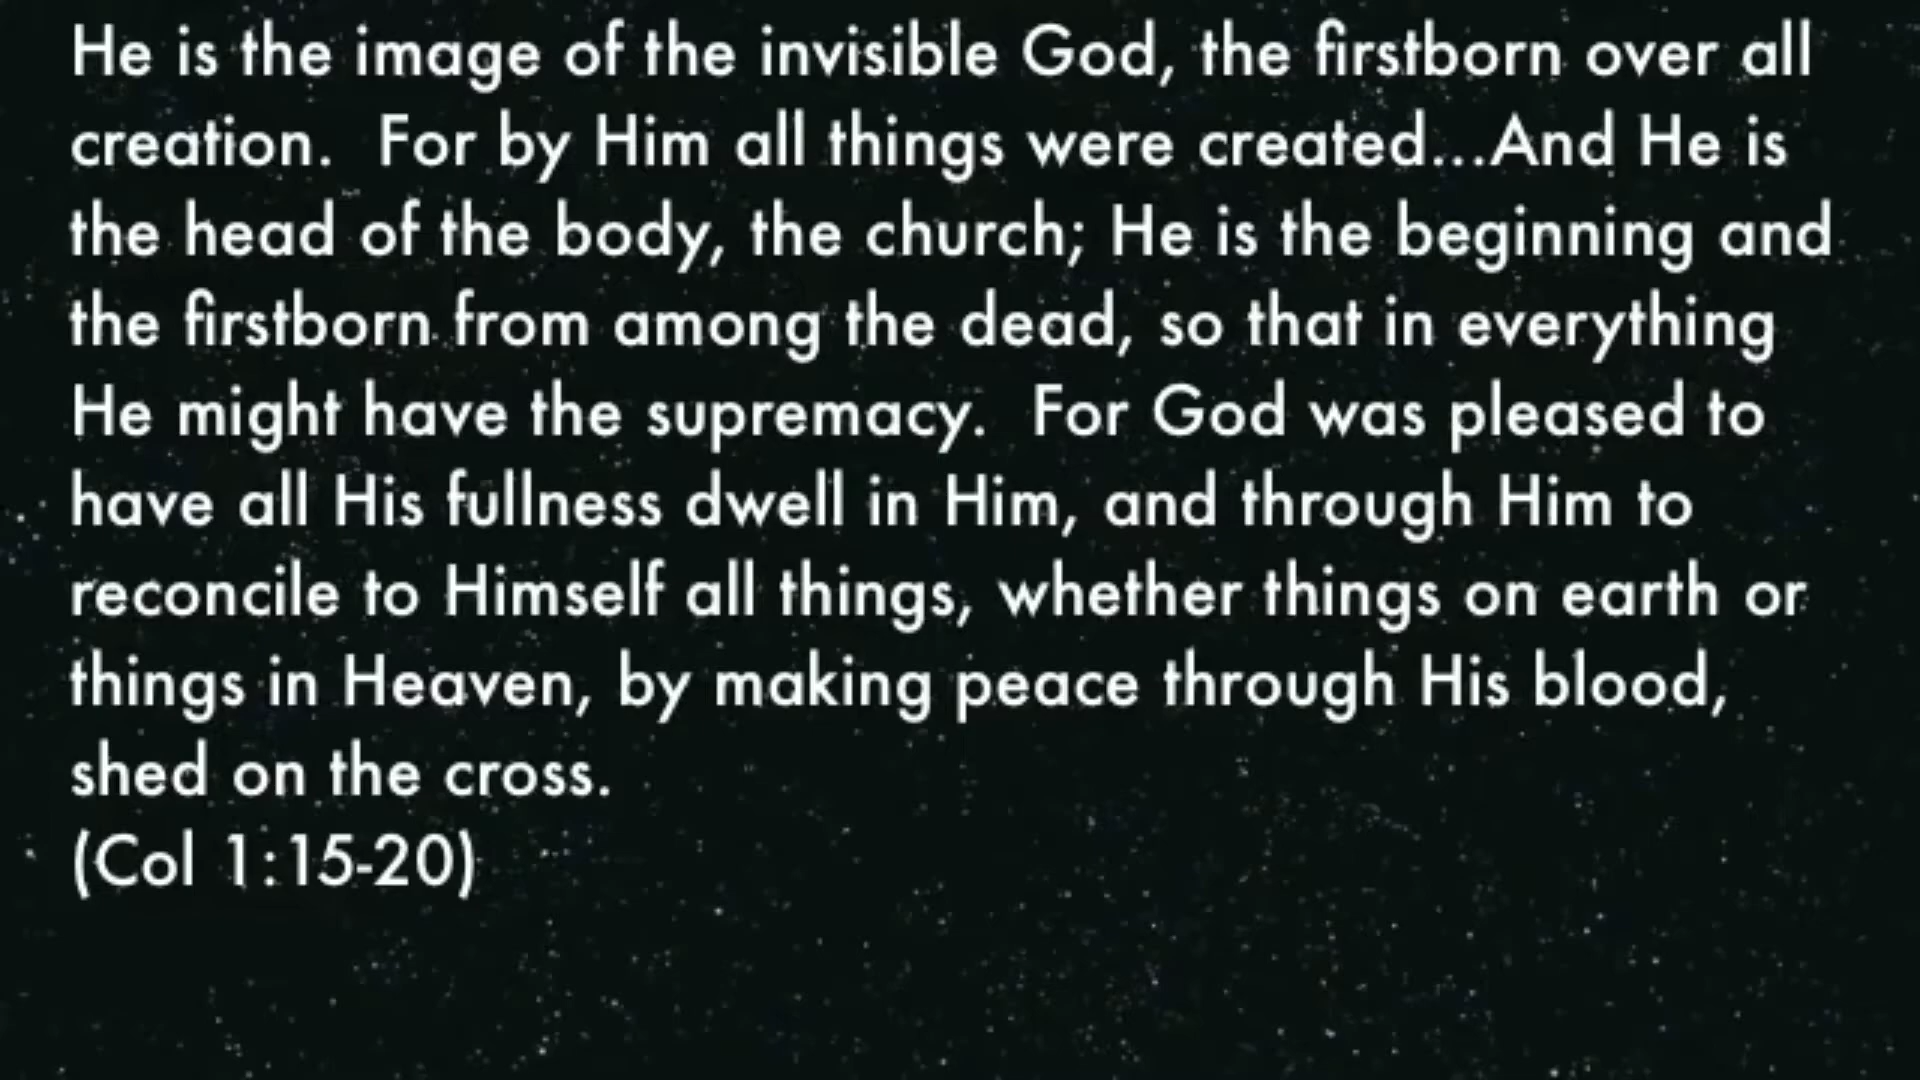 He is the image of the invisible God, the firstborn over all
creation.  For by Him all things were created...And He is
the head of the body, the church; He is the beginning and
the firstborn from among the dead, so that in everything
He might have the supremacy.  For God was pleased to
have all His fullness dwell in Him, and through Him to
reconcile to Himself all things, whether things on earth or
things in Heaven, by making peace through His blood,
shed on the cross.
(Col 1:15-20)